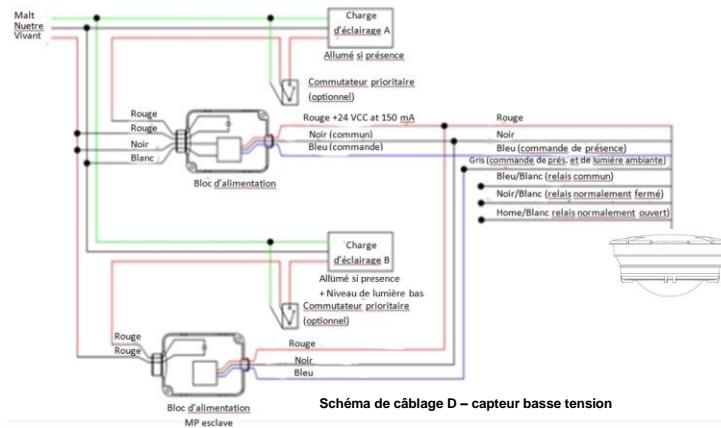 Malt
Nuetre
Vivant
Charge
d'éclairage A
Allumé si présence
Commutateur prioritaire
(optionnel)
Rouge
Rouge
Noir
Blanc
Bloc d'alimentation
Rouge +24 VCC at 150 mA
Noir (commun)
Bleu (commande)
Rouge
Noir
Bleu (commande de présence)
Gris (commande de prés. et de lumière ambiante)
Bleu/Blanc (relais commun)
Noir/Blanc (relais normalement fermé)
Home/Blanc relais normalement ouvert)
Charge
d'éclairage B
Allumé si presence
+ Niveau de lumière bas
Commutateur prioritaire
(optionnel)
Rouge
Rouge
Rouge
Noir
Bleu
Bloc d'alimentation
MP esclave
Schéma de câblage D – capteur basse tension